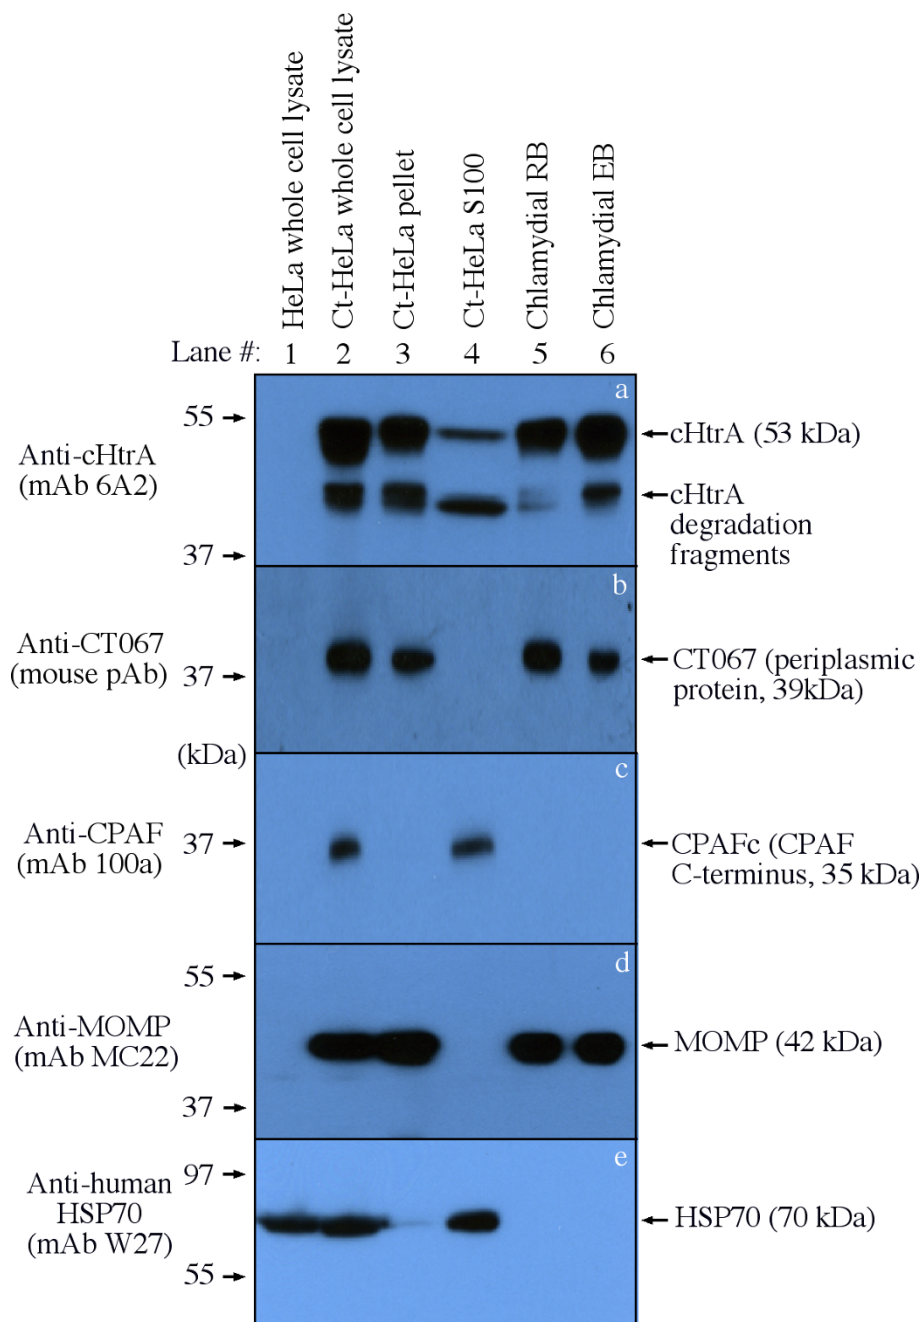 HeLa whole cell lysate
Ct-HeLa whole cell lysate
Ct-HeLa pellet
Ct-HeLa S100
Chlamydial RB
Chlamydial EB
Lane #: 1 2 3 4 5 6
a
55
Anti-cHtrA
(mAb 6A2)
37
cHtrA (53 kDa)
cHtrA
degradation
fragments
b
Anti-CT067
(mouse pAb)
37
CT067 (periplasmic
protein, 39kDa)
(kDa)
c
Anti-CPAF
(mAb 100a)
37
CPAFc (CPAF
C-terminus, 35 kDa)
d
55
Anti-MOMP
(mAb MC22)
37
MOMP (42 kDa)
e
97
Anti-human
HSP70
(mAb W27)
55
HSP70 (70 kDa)